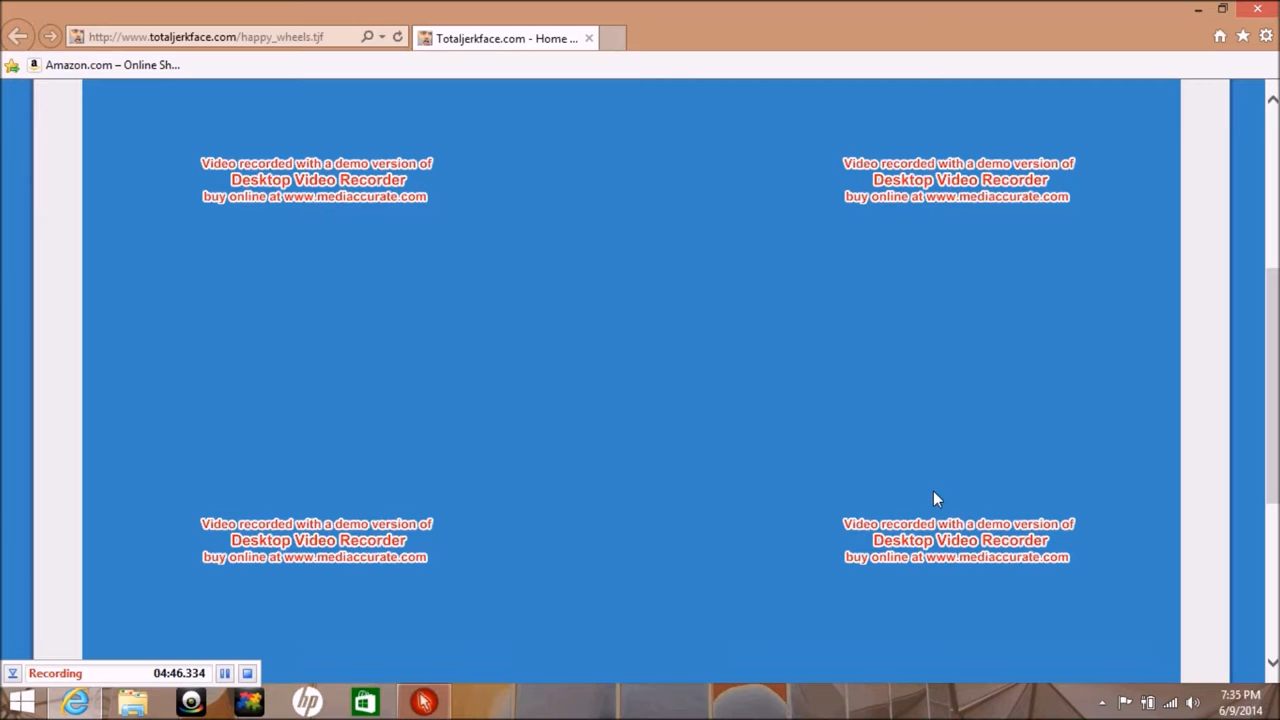 http://www.totaljerkface.com/happy_wheels.tjf
Totaljerkface.com - Home ...
Amazon.com – Online Sh...
Video recorded with a demo version of
Desktop Video Recorder
buy online at www.mediaccurate.com
Video recorded with a demo version of
Desktop Video Recorder
buy online at www.mediaccurate.com
Video recorded with a demo version of
Desktop Video Recorder
buy online at www.mediaccurate.com
Video recorded with a demo version of
Desktop Video Recorder
buy online at www.mediaccurate.com
Recording 04:46.334
hp
7:35 PM
6/9/2014